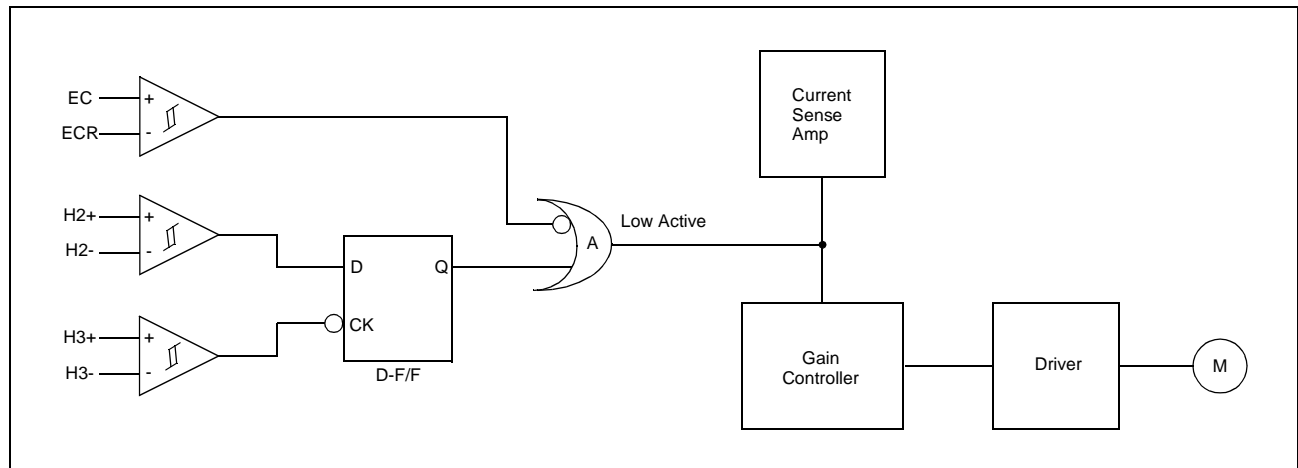 EC
+
ECR
-
H2+
+
H2-
-
H3+
+
H3-
-
D
Q
CK
D-F/F
A
Low Active
Current
Sense
Amp
Gain
Controller
Driver
M